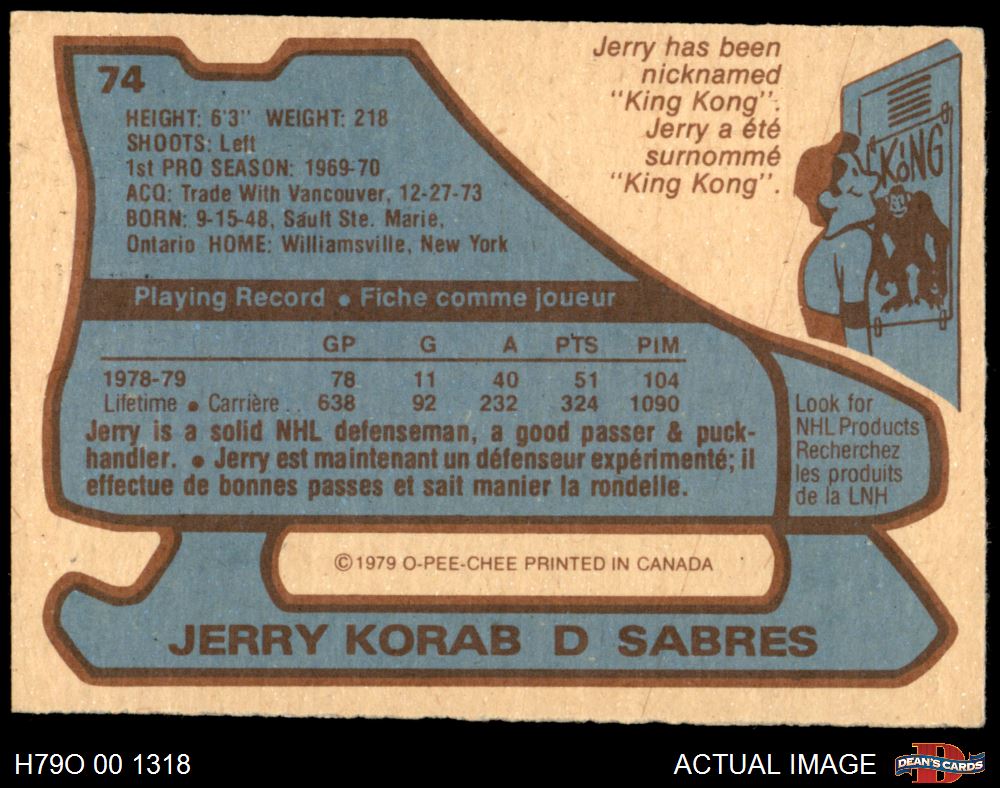 74
HEIGHT: 6'3" WEIGHT: 218
SHOOTS: Left
1st PRO SEASON: 1969-70
ACQ: Trade With Vancouver, 12-27-73
BORN: 9-15-48, Sault Ste. Marie,
Ontario HOME: Williamsville, New York
Jerry has been
nicknamed
"King Kong".
Jerry a été
surnommé
"King Kong".
KONG
Playing Record • Fiche comme joueur
GP G A PTS PIM
1978-79 78 11 40 51 104
Lifetime • Carrière . . 638 92 232 324 1090
Jerry is a solid NHL defenseman, a good passer & puck-
handler. • Jerry est maintenant un défenseur expérimenté; il
effectue de bonnes passes et sait manier la rondelle.
Look for
NHL Products
Recherchez
les produits
de la LNH
©1979 O-PEE-CHEE PRINTED IN CANADA
JERRY KORAB D SABRES
H79O 00 1318
ACTUAL IMAGE
DEAN'S CARDS